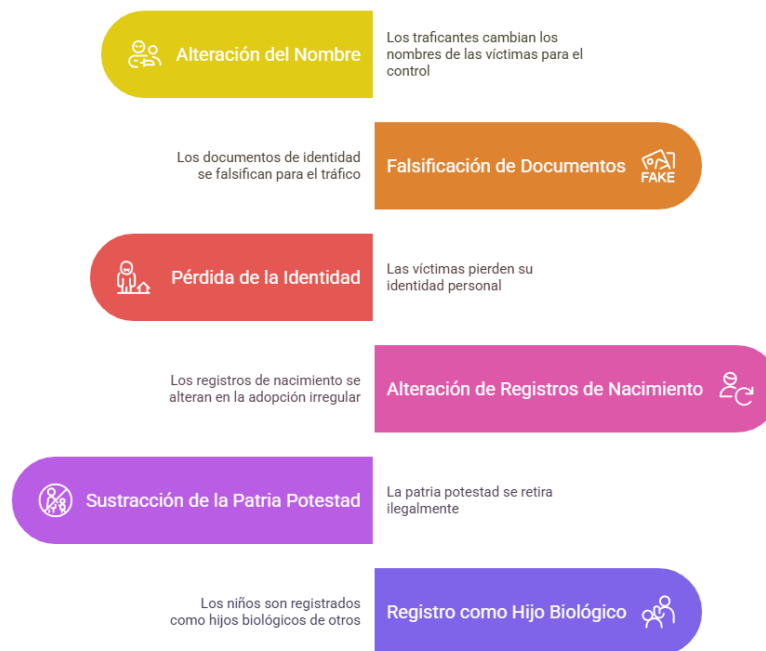 Alteración del Nombre
Los traficantes cambian los
nombres de las víctimas para el
control
Los documentos de identidad
se falsifican para el tráfico
Falsificación de Documentos
FAKE
Pérdida de la Identidad
Las víctimas pierden su
identidad personal
Los registros de nacimiento se
alteran en la adopción irregular
Alteración de Registros de Nacimiento
Sustracción de la Patria Potestad
La patria potestad se retira
ilegalmente
Los niños son registrados
como hijos biológicos de otros
Registro como Hijo Biológico